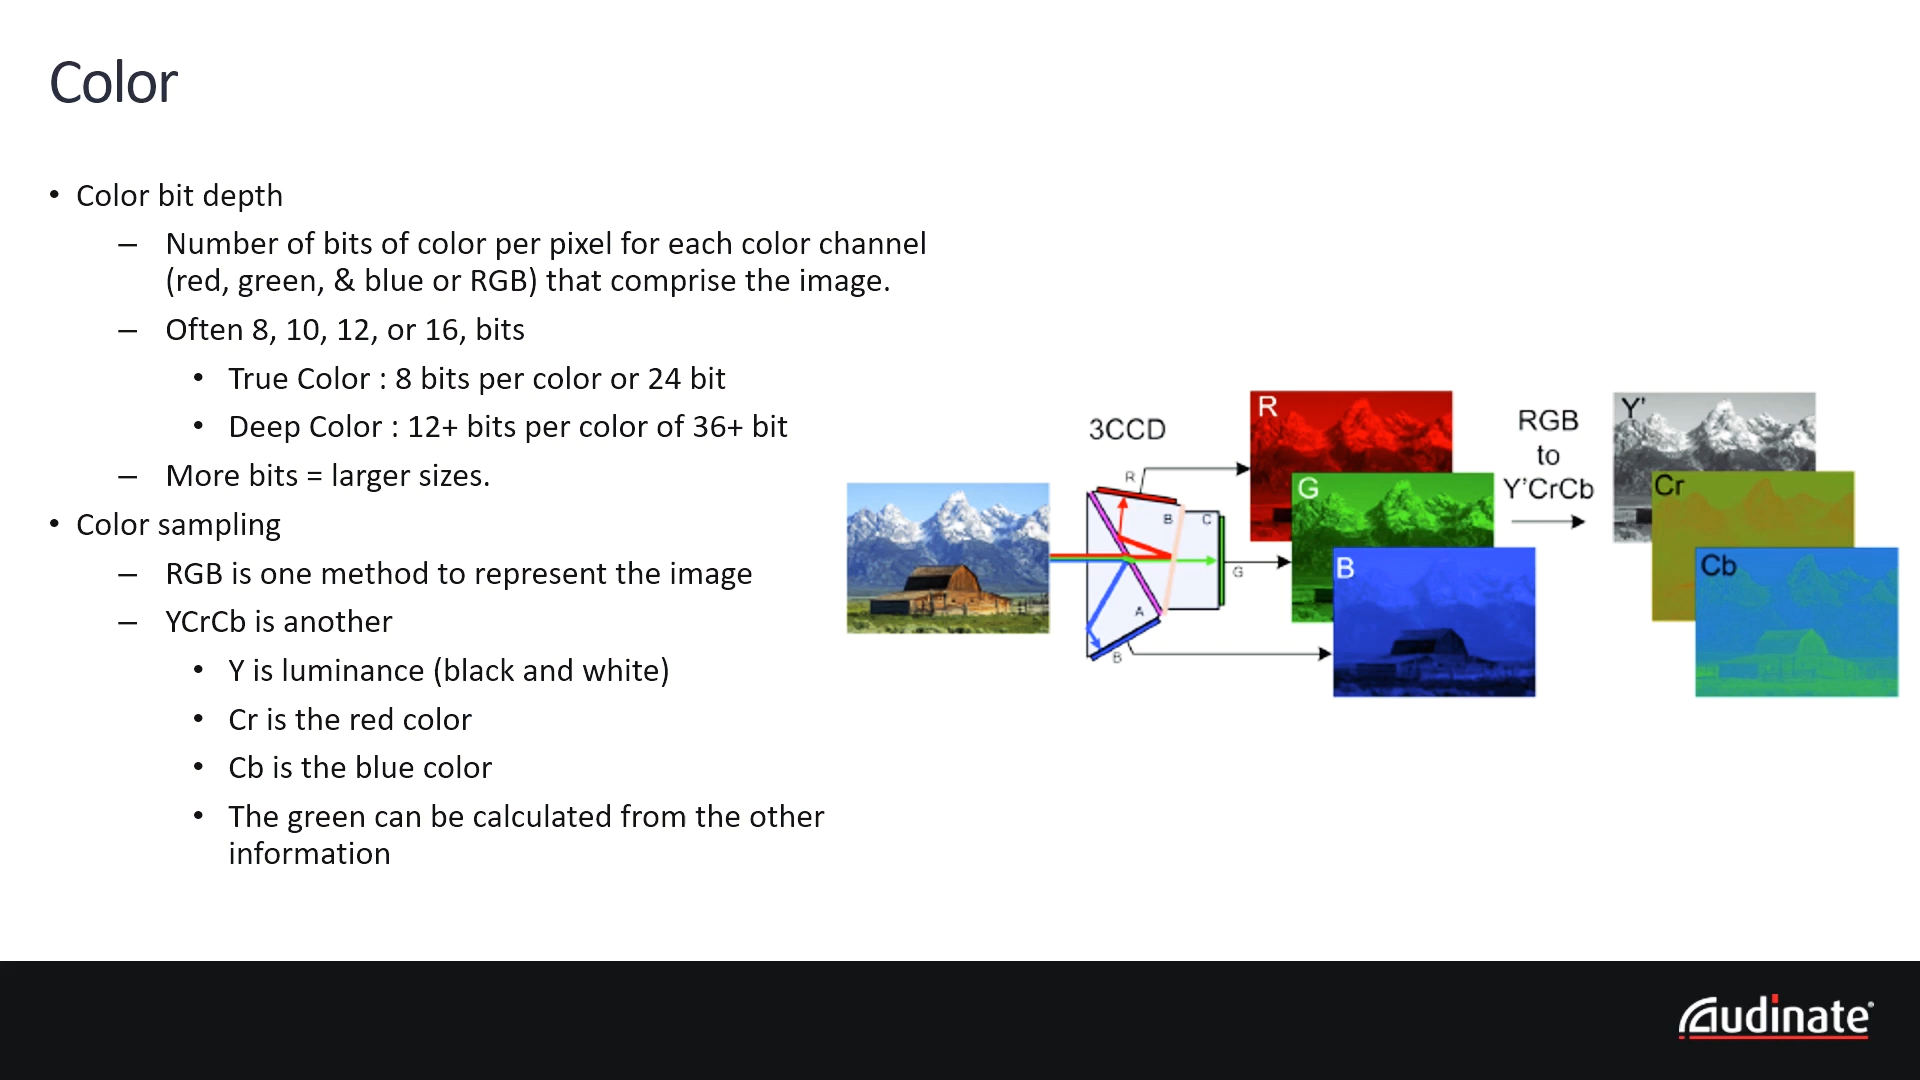 Color
• Color bit depth
– Number of bits of color per pixel for each color channel
(red, green, & blue or RGB) that comprise the image.
– Often 8, 10, 12, or 16, bits
• True Color : 8 bits per color or 24 bit
• Deep Color : 12+ bits per color of 36+ bit
– More bits = larger sizes.
• Color sampling
– RGB is one method to represent the image
– YCrCb is another
• Y is luminance (black and white)
• Cr is the red color
• Cb is the blue color
• The green can be calculated from the other
information
3CCD
R
B
C
G
A
B
R
G
B
RGB
to
Y'CrCb
Y'
Cr
Cb
Audinate